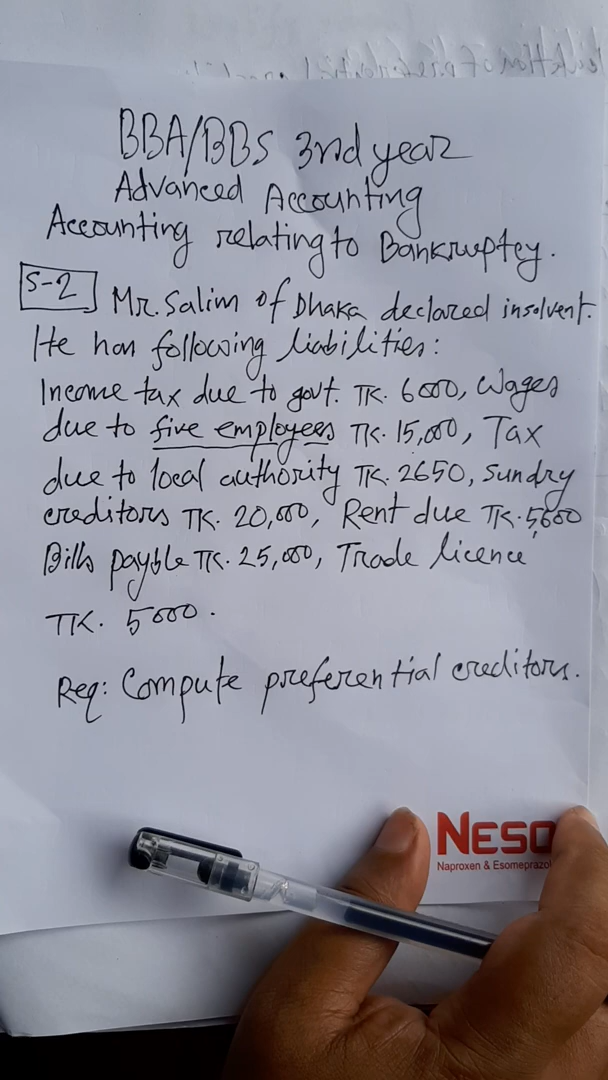 BBA/BBS 3rd year
Advanced Accounting
Accounting relating to Bankruptcy.
S-2 Mr. Salim of Dhaka declared insolvent.
He has following liabilities:
Income tax due to govt. TK. 6000, Wages
due to five employees TK. 15,000, Tax
due to local authority TK. 2650, Sundry
creditors TK. 20,000, Rent due TK.
Bills payble TK. 25,000, Trade licence
TK. 5000.
Req: Compute preferential creditors.
NESO
Naproxen & Esomeprazol